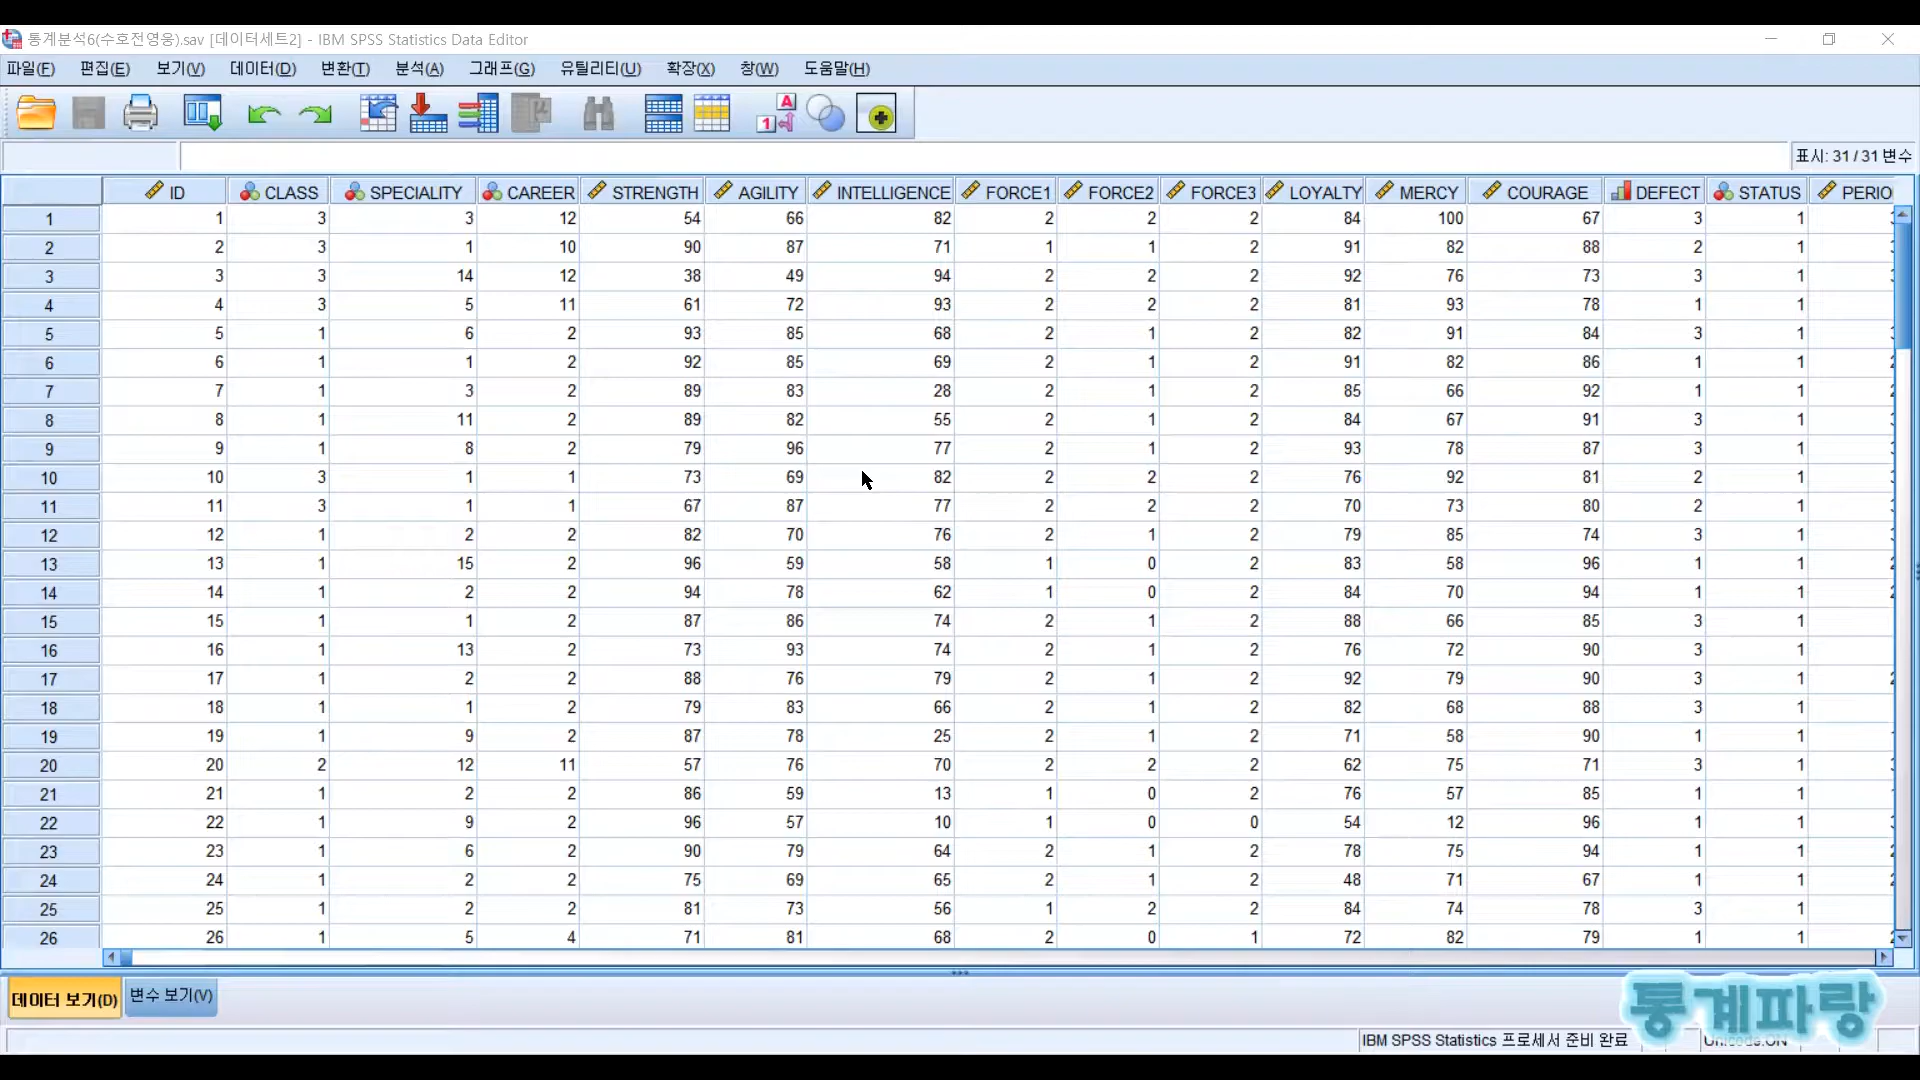 통계분석6(수호전영웅).sav [데이터세트2] - IBM SPSS Statistics Data Editor
파일(F) 편집(E) 보기(V) 데이터(D) 변환(T) 분석(A) 그래프(G) 유틸리티(U) 확장(X) 창(W) 도움말(H)
표시: 31 / 31 변수
ID CLASS SPECIALITY CAREER STRENGTH AGILITY INTELLIGENCE FORCE1 FORCE2 FORCE3 LOYALTY MERCY COURAGE DEFECT STATUS PERIO
1 1 3 3 12 54 66 82 2 2 2 84 100 67 3 1
2 2 3 1 10 90 87 71 1 1 2 91 82 88 2 1
3 3 3 14 12 38 49 94 2 2 2 92 76 73 3 1
4 4 3 5 11 61 72 93 2 2 2 81 93 78 1 1
5 5 1 6 2 93 85 68 2 1 2 82 91 84 3 1
6 6 1 1 2 92 85 69 2 1 2 91 82 86 1 1
7 7 1 3 2 89 83 28 2 1 2 85 66 92 1 1
8 8 1 11 2 89 82 55 2 1 2 84 67 91 3 1
9 9 1 8 2 79 96 77 2 1 2 93 78 87 3 1
10 10 3 1 1 73 69 82 2 2 2 76 92 81 2 1
11 11 3 1 1 67 87 77 2 2 2 70 73 80 2 1
12 12 1 2 2 82 70 76 2 1 2 79 85 74 3 1
13 13 1 15 2 96 59 58 1 0 2 83 58 96 1 1
14 14 1 2 2 94 78 62 1 0 2 84 70 94 1 1
15 15 1 1 2 87 86 74 2 1 2 88 66 85 3 1
16 16 1 13 2 73 93 74 2 1 2 76 72 90 3 1
17 17 1 2 2 88 76 79 2 1 2 92 79 90 3 1
18 18 1 1 2 79 83 66 2 1 2 82 68 88 3 1
19 19 1 9 2 87 78 25 2 1 2 71 58 90 1 1
20 20 2 12 11 57 76 70 2 2 2 62 75 71 3 1
21 21 1 2 2 86 59 13 1 0 2 76 57 85 1 1
22 22 1 9 2 96 57 10 1 0 0 54 12 96 1 1
23 23 1 6 2 90 79 64 2 1 2 78 75 94 1 1
24 24 1 2 2 75 69 65 2 1 2 48 71 67 1 1
25 25 1 2 2 81 73 56 1 2 2 84 74 78 3 1
26 26 1 5 4 71 81 68 2 0 1 72 82 79 1 1
데이터 보기(D) 변수 보기(V)
통계파랑
IBM SPSS Statistics 프로세서 준비 완료 Unicode:ON